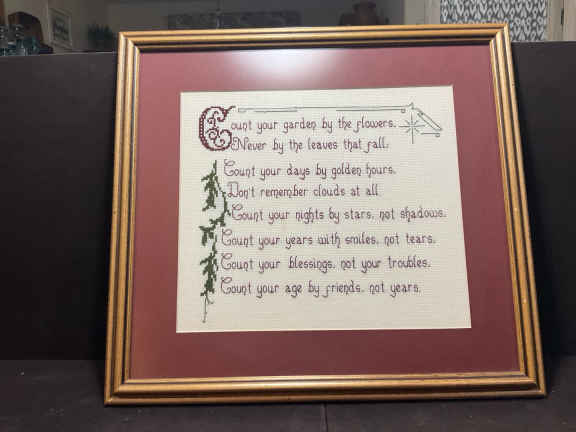 Count your garden by the flowers,
Never by the leaves that fall;
Count your days by golden hours,
Don't remember clouds at all.
Count your nights by stars, not shadows.
Count your years with smiles, not tears.
Count your blessings, not your troubles.
Count your age by friends, not years.